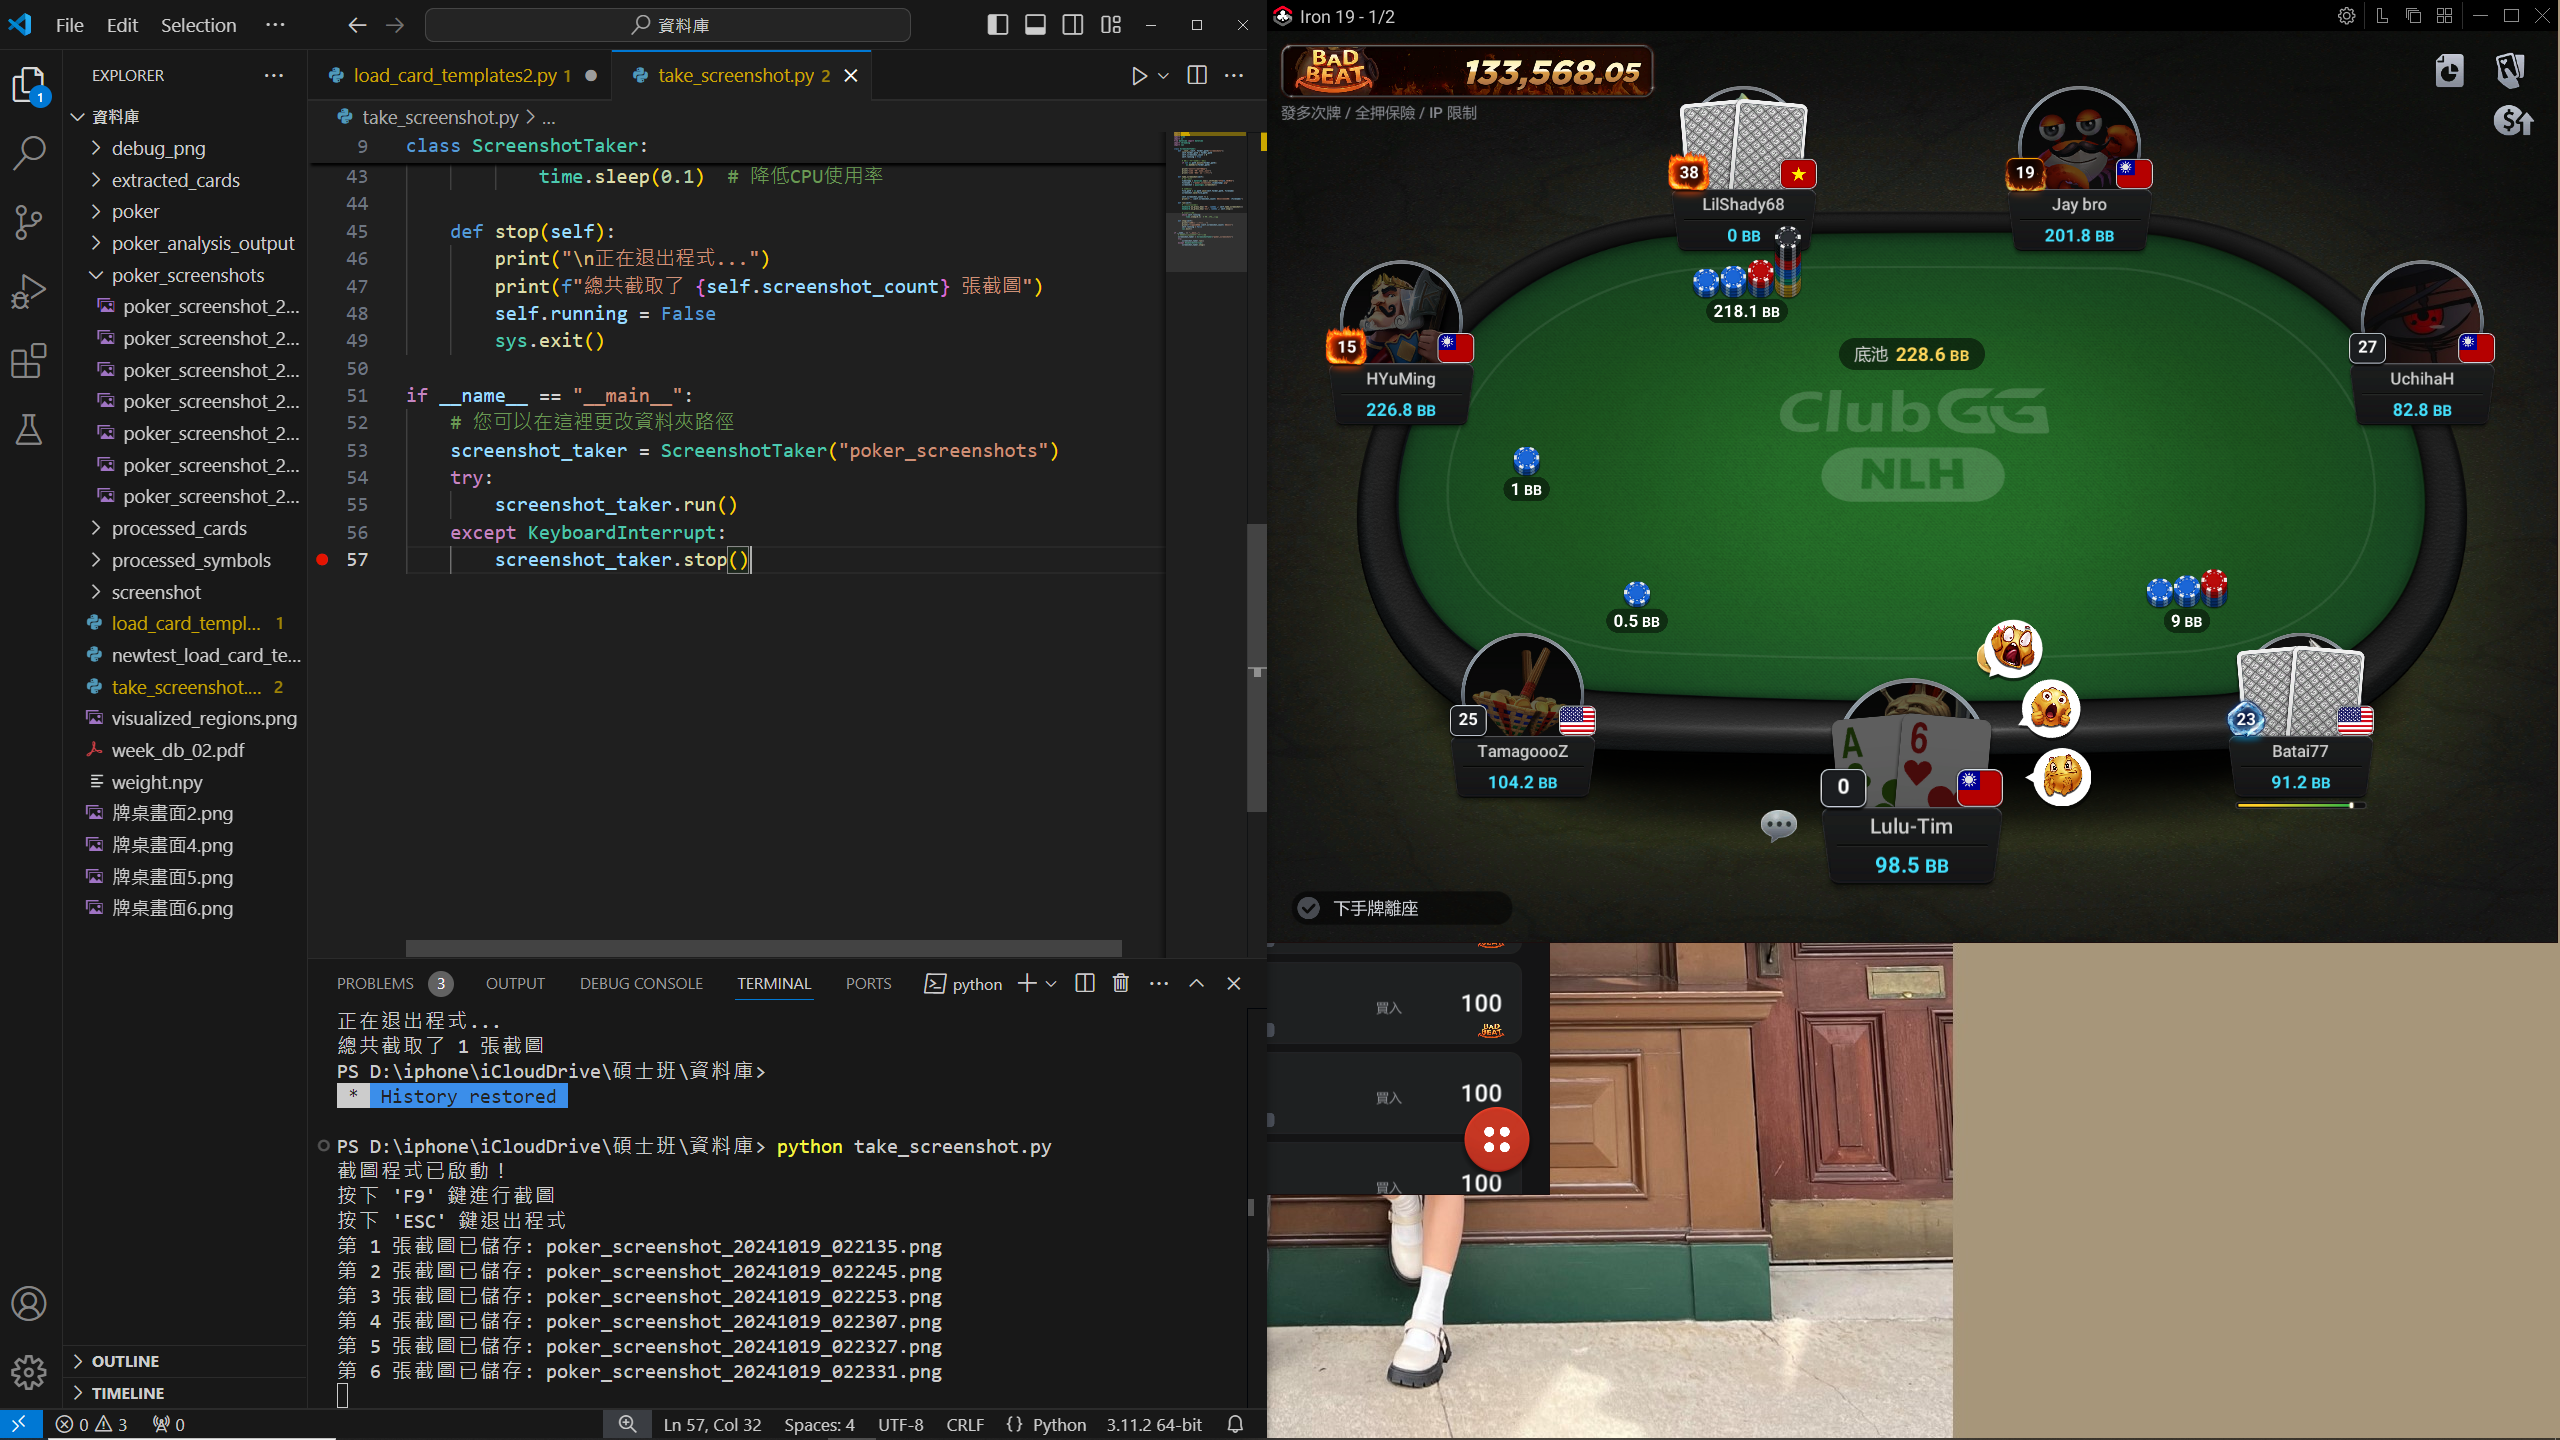 File Edit Selection ··· 資料庫
EXPLORER ···
資料庫
debug_png
extracted_cards
poker
poker_analysis_output
poker_screenshots
poker_screenshot_2...
poker_screenshot_2...
poker_screenshot_2...
poker_screenshot_2...
poker_screenshot_2...
poker_screenshot_2...
poker_screenshot_2...
processed_cards
processed_symbols
screenshot
load_card_templ... 1
newtest_load_card_te...
take_screenshot.... 2
visualized_regions.png
week_db_02.pdf
weight.npy
牌桌畫面2.png
牌桌畫面4.png
牌桌畫面5.png
牌桌畫面6.png
OUTLINE
TIMELINE
1
load_card_templates2.py 1
take_screenshot.py 2
take_screenshot.py > ...
9 class ScreenshotTaker:
43 time.sleep(0.1) # 降低CPU使用率
44
45 def stop(self):
46 print("\n正在退出程式...")
47 print(f"總共截取了 {self.screenshot_count} 張截圖")
48 self.running = False
49 sys.exit()
50
51 if __name__ == "__main__":
52 # 您可以在這裡更改資料夾路徑
53 screenshot_taker = ScreenshotTaker("poker_screenshots")
54 try:
55 screenshot_taker.run()
56 except KeyboardInterrupt:
57 screenshot_taker.stop()
PROBLEMS 3 OUTPUT DEBUG CONSOLE TERMINAL PORTS python
正在退出程式...
總共截取了 1 張截圖
PS D:\iphone\iCloudDrive\碩士班\資料庫>
* History restored
PS D:\iphone\iCloudDrive\碩士班\資料庫> python take_screenshot.py
截圖程式已啟動！
按下 'F9' 鍵進行截圖
按下 'ESC' 鍵退出程式
第 1 張截圖已儲存: poker_screenshot_20241019_022135.png
第 2 張截圖已儲存: poker_screenshot_20241019_022245.png
第 3 張截圖已儲存: poker_screenshot_20241019_022253.png
第 4 張截圖已儲存: poker_screenshot_20241019_022307.png
第 5 張截圖已儲存: poker_screenshot_20241019_022327.png
第 6 張截圖已儲存: poker_screenshot_20241019_022331.png
0 3 0 Ln 57, Col 32 Spaces: 4 UTF-8 CRLF {} Python 3.11.2 64-bit
Iron 19 - 1/2
BAD BEAT 133,568.05
發多次牌 / 全押保險 / IP 限制
38
LilShady68
0 BB
218.1 BB
19
Jay bro
201.8 BB
15
HYuMing
226.8 BB
27
UchihaH
82.8 BB
底池 228.6 BB
ClubGG
NLH
1 BB
0.5 BB
9 BB
25
TamagoooZ
104.2 BB
A 6
0
Lulu-Tim
98.5 BB
23
Batai77
91.2 BB
下手牌離座
買入 100
BAD BEAT
買入 100
買入 100